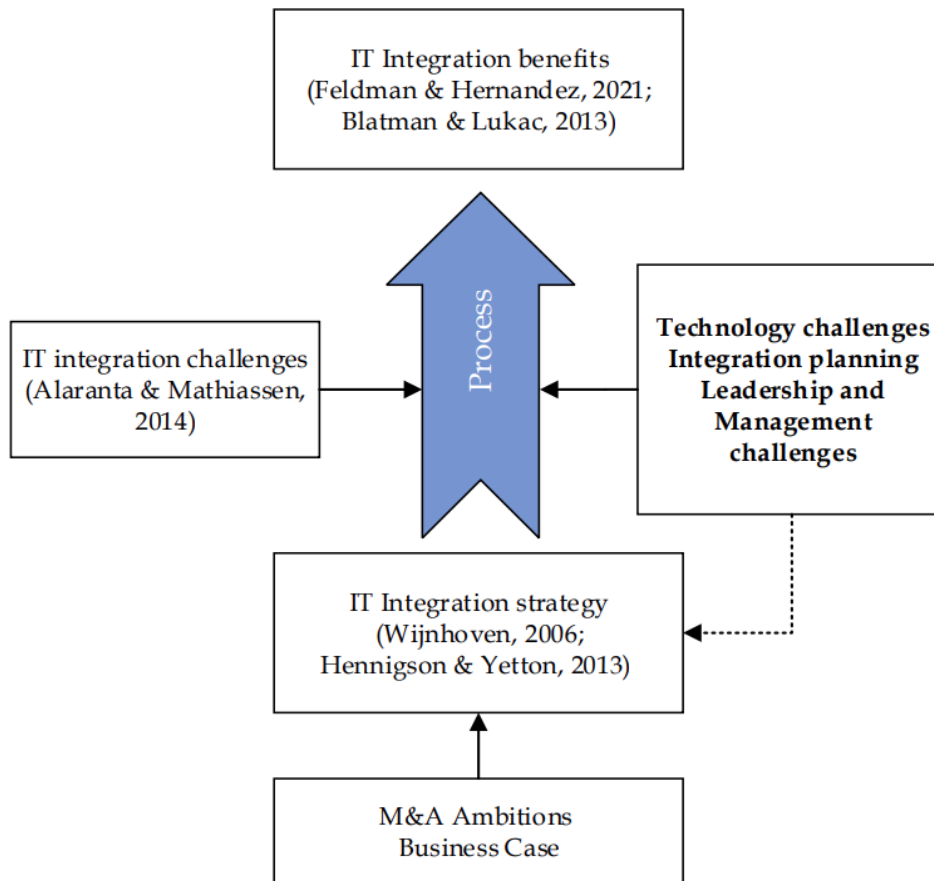 IT Integration benefits
(Feldman & Hernandez, 2021;
Blatman & Lukac, 2013)
Process
IT integration challenges
(Alaranta & Mathiassen,
2014)
Technology challenges
Integration planning
Leadership and
Management
challenges
IT Integration strategy
(Wijnhoven, 2006;
Hennigson & Yetton, 2013)
M&A Ambitions
Business Case